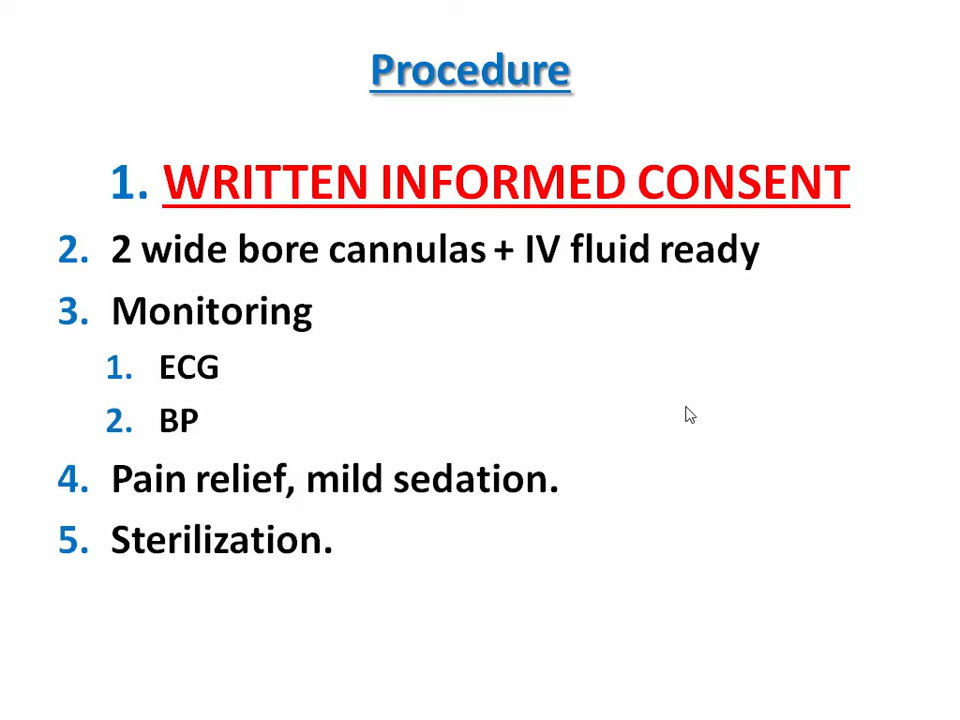 Procedure
1. WRITTEN INFORMED CONSENT
2. 2 wide bore cannulas + IV fluid ready
3. Monitoring
1. ECG
2. BP
4. Pain relief, mild sedation.
5. Sterilization.